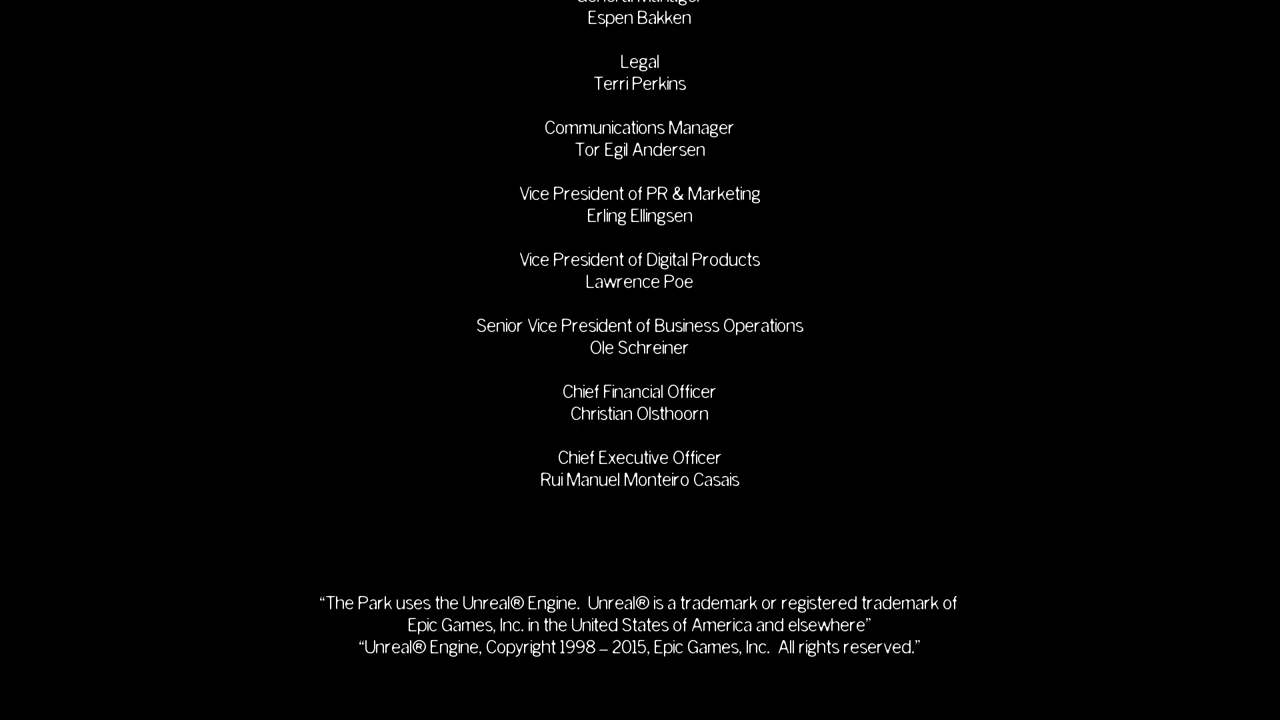 General Manager
Espen Bakken
Legal
Terri Perkins
Communications Manager
Tor Egil Andersen
Vice President of PR & Marketing
Erling Ellingsen
Vice President of Digital Products
Lawrence Poe
Senior Vice President of Business Operations
Ole Schreiner
Chief Financial Officer
Christian Olsthoorn
Chief Executive Officer
Rui Manuel Monteiro Casais
“The Park uses the Unreal® Engine.  Unreal® is a trademark or registered trademark of
Epic Games, Inc. in the United States of America and elsewhere”
“Unreal® Engine, Copyright 1998 – 2015, Epic Games, Inc.  All rights reserved.”